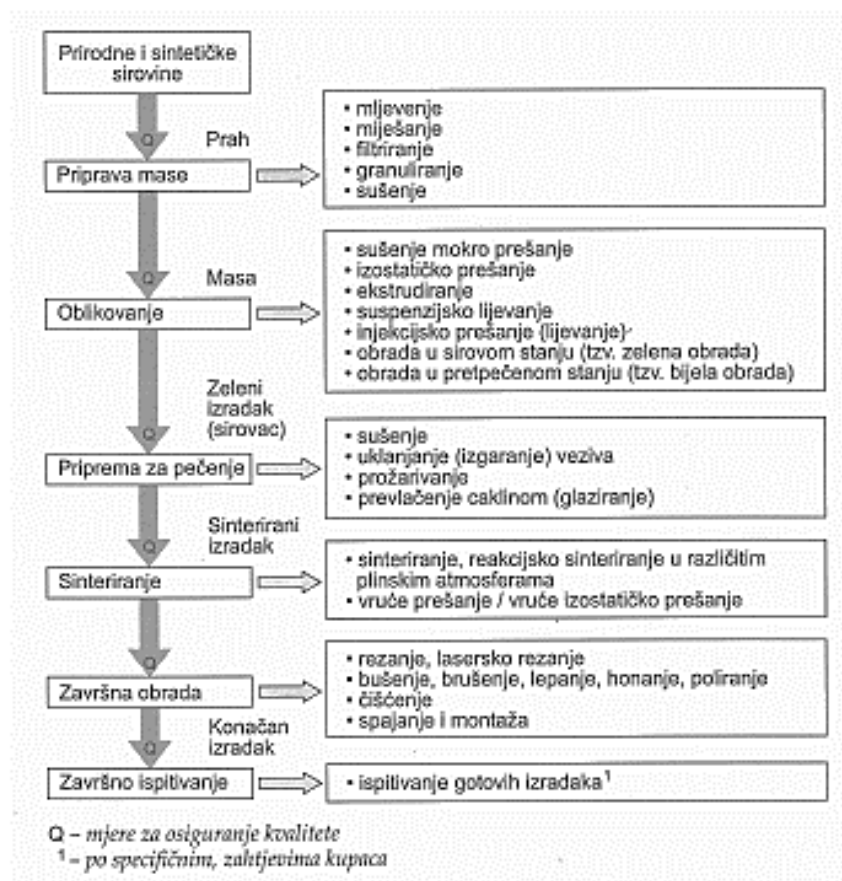 Prirodne i sintetičke
sirovine
Q
Prah
Priprava mase
• mljevenje
• miješanje
• filtriranje
• granuliranje
• sušenje
Q
Masa
Oblikovanje
• sušenje mokro prešanje
• izostatičko prešanje
• ekstrudiranje
• suspenzijsko lijevanje
• injekcijsko prešanje (lijevanje)
• obrada u sirovom stanju (tzv. zelena obrada)
• obrada u pretpečenom stanju (tzv. bijela obrada)
Zeleni
izradak
(sirovac)
Q
Priprema za pečenje
• sušenje
• uklanjanje (izgaranje) veziva
• prožarivanje
• prevlačenje caklinom (glaziranje)
Sinterirani
izradak
Q
Sinteriranje
• sinteriranje, reakcijsko sinteriranje u različitim
plinskim atmosferama
• vruće prešanje / vruće izostatičko prešanje
Q
Završna obrada
• rezanje, lasersko rezanje
• bušenje, brušenje, lepanje, honanje, poliranje
• čišćenje
• spajanje i montaža
Konačan
izradak
Q
Završno ispitivanje
• ispitivanje gotovih izradaka¹
Q – mjere za osiguranje kvalitete
¹ – po specifičnim, zahtjevima kupaca